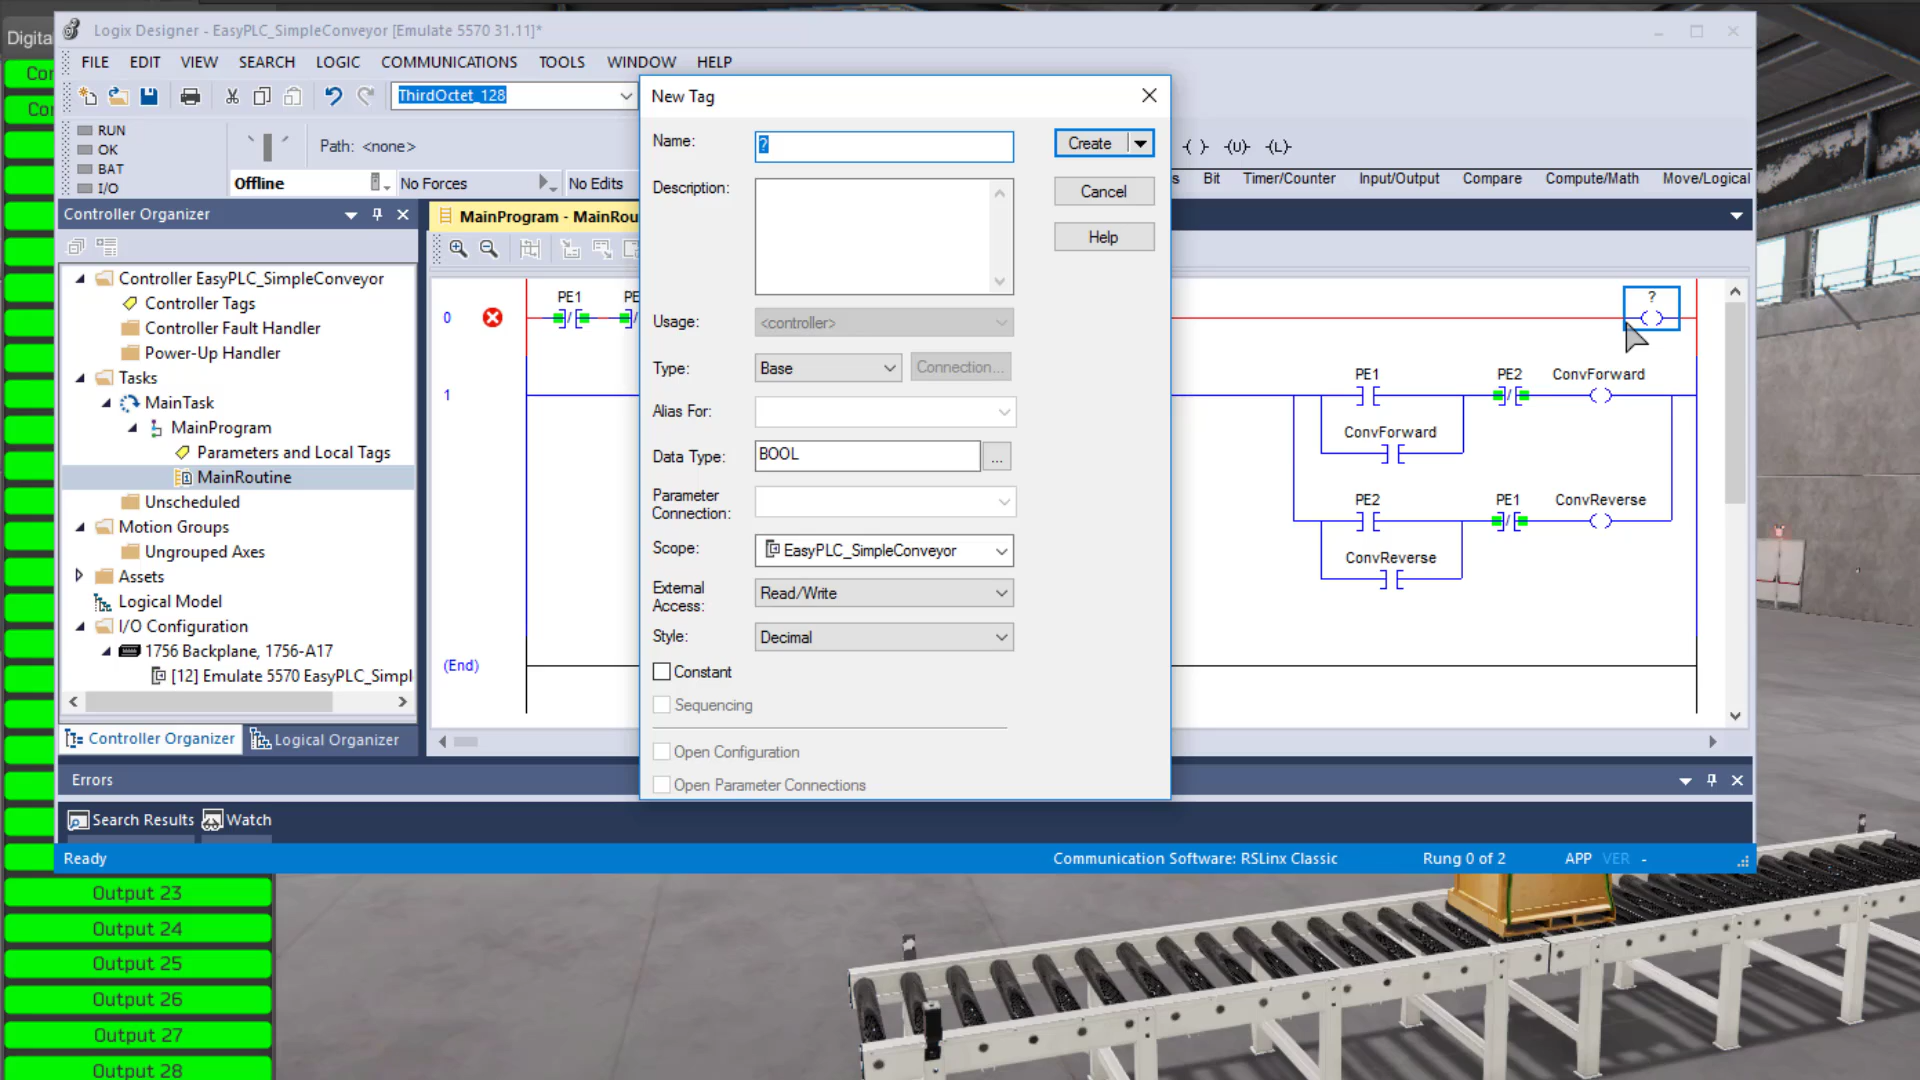 Digita
Logix Designer - EasyPLC_SimpleConveyor [Emulate 5570 31.11]*
FILE EDIT VIEW SEARCH LOGIC COMMUNICATIONS TOOLS WINDOW HELP
ThirdOctet_128
RUN
OK
BAT
I/O
Path: <none>
Offline
No Forces
No Edits
Bit Timer/Counter Input/Output Compare Compute/Math Move/Logical
Controller Organizer
Controller EasyPLC_SimpleConveyor
Controller Tags
Controller Fault Handler
Power-Up Handler
Tasks
MainTask
MainProgram
Parameters and Local Tags
MainRoutine
Unscheduled
Motion Groups
Ungrouped Axes
Assets
Logical Model
I/O Configuration
1756 Backplane, 1756-A17
[12] Emulate 5570 EasyPLC_Simpl
Controller Organizer
Logical Organizer
MainProgram - MainRou
0
PE1
PE
?
1
PE1
PE2
ConvForward
ConvForward
PE2
PE1
ConvReverse
ConvReverse
(End)
New Tag
Name:
?
Create
Description:
Cancel
Help
Usage:
<controller>
Type:
Base
Connection...
Alias For:
Data Type:
BOOL
...
Parameter
Connection:
Scope:
EasyPLC_SimpleConveyor
External
Access:
Read/Write
Style:
Decimal
Constant
Sequencing
Open Configuration
Open Parameter Connections
Errors
Search Results
Watch
Ready
Communication Software: RSLinx Classic
Rung 0 of 2
APP VER -
Con
Con
Output 23
Output 24
Output 25
Output 26
Output 27
Output 28